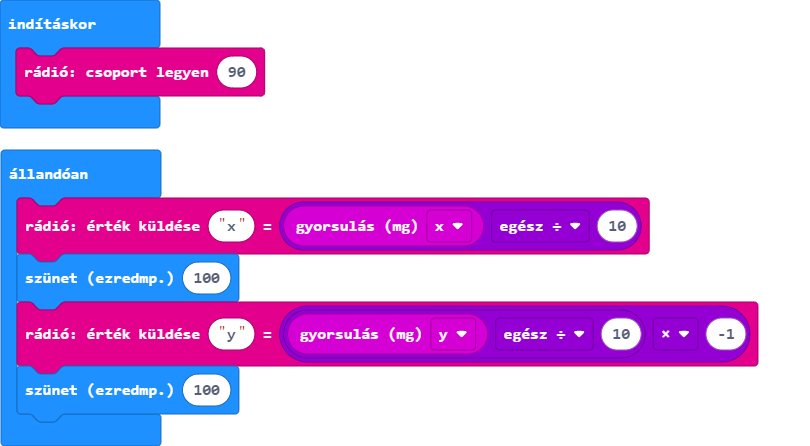 indításkor
rádió: csoport legyen 90
állandóan
rádió: érték küldése "x" = gyorsulás (mg) x egész ÷ 10
szünet (ezredmp.) 100
rádió: érték küldése "y" = gyorsulás (mg) y egész ÷ 10 × -1
szünet (ezredmp.) 100